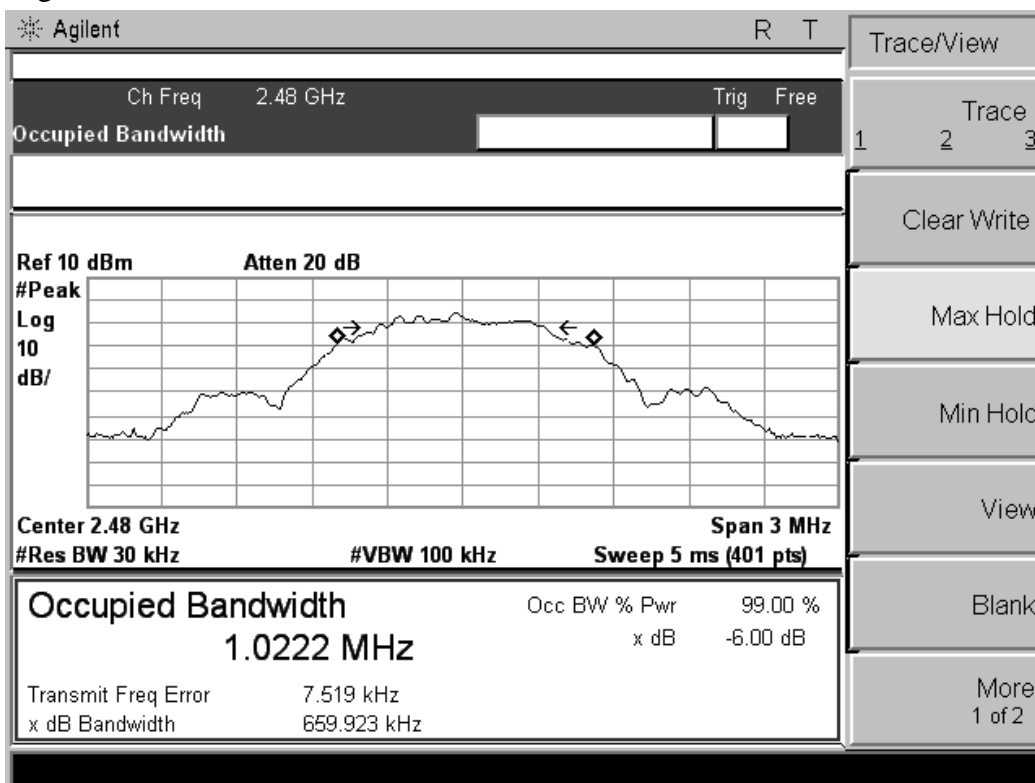 Agilent R T
Trace/View
Ch Freq 2.48 GHz Trig Free
Occupied Bandwidth
Trace
1 2 3
Clear Write
Ref 10 dBm Atten 20 dB
#Peak
Log
10
dB/
Max Hold
Min Hold
View
Center 2.48 GHz Span 3 MHz
#Res BW 30 kHz #VBW 100 kHz Sweep 5 ms (401 pts)
Occupied Bandwidth
1.0222 MHz
Occ BW % Pwr 99.00 %
x dB -6.00 dB
Transmit Freq Error 7.519 kHz
x dB Bandwidth 659.923 kHz
Blank
More
1 of 2